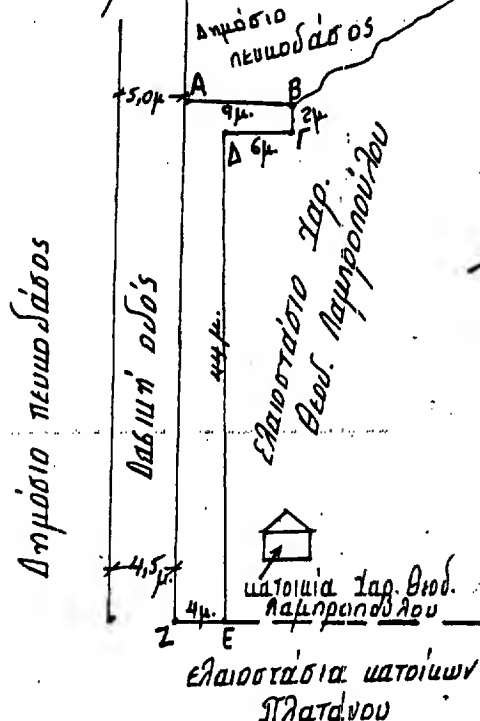 Δημόσιο
πευκοδάσος
5,0μ
Α
Β
9μ.
2μ
Γ
Δ
6μ.
Δημόσιο πευκοδάσος
Δασική οδός
44μ.
ελαιοστάσιο Χαρ.
Θεοδ. Λαμπροπούλου
4,5
μ.
κατοικία Χαρ. Θεοδ.
Λαμπροπούλου
Ζ
4μ.
Ε
ελαιοστάσια κατοίκων
Πλατάνου